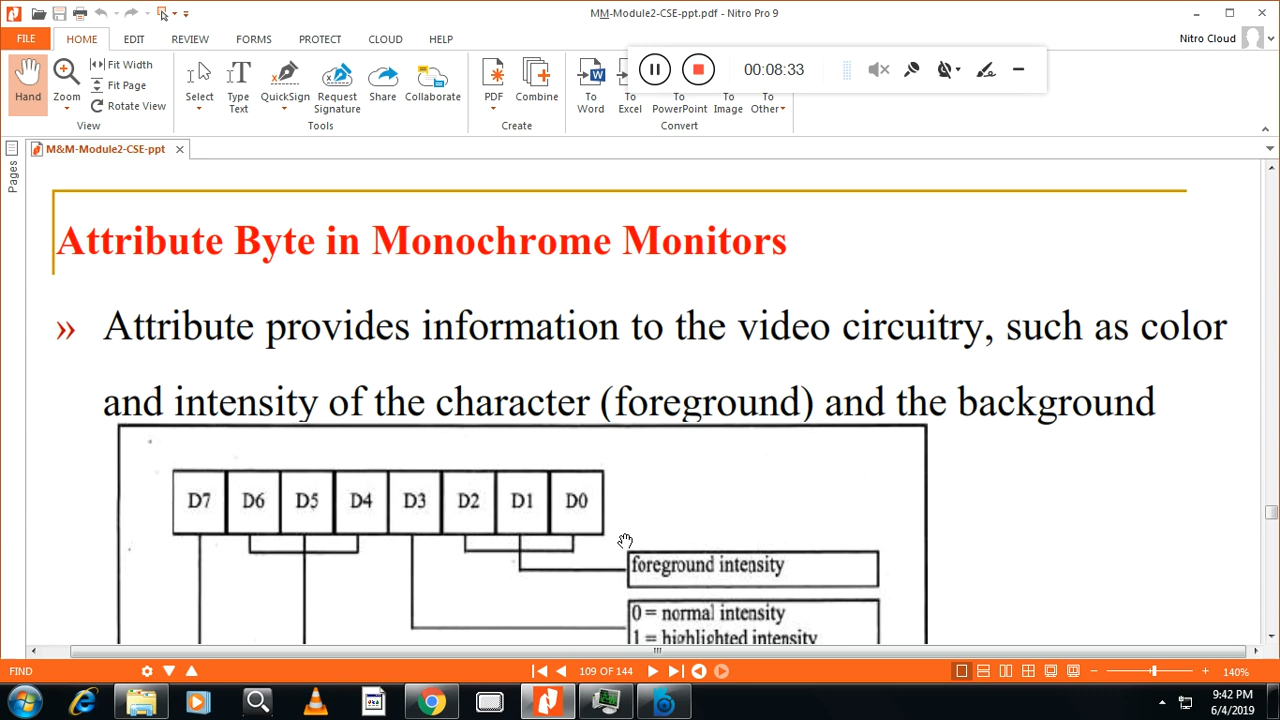 MM-Module2-CSE-ppt.pdf - Nitro Pro 9
FILE
HOME
EDIT
REVIEW
FORMS
PROTECT
CLOUD
HELP
Nitro Cloud
Hand
Zoom
Fit Width
Fit Page
Rotate View
View
Select
Type Text
QuickSign
Request Signature
Share
Collaborate
Tools
PDF
Combine
Create
To Word
To Excel
To PowerPoint
To Image
To Other
Convert
00:08:33
M&M-Module2-CSE-ppt
Pages
Attribute Byte in Monochrome Monitors
» Attribute provides information to the video circuitry, such as color
and intensity of the character (foreground) and the background
D7 D6 D5 D4 D3 D2 D1 D0
foreground intensity
0 = normal intensity
1 = highlighted intensity
FIND
109 OF 144
140%
9:42 PM
6/4/2019